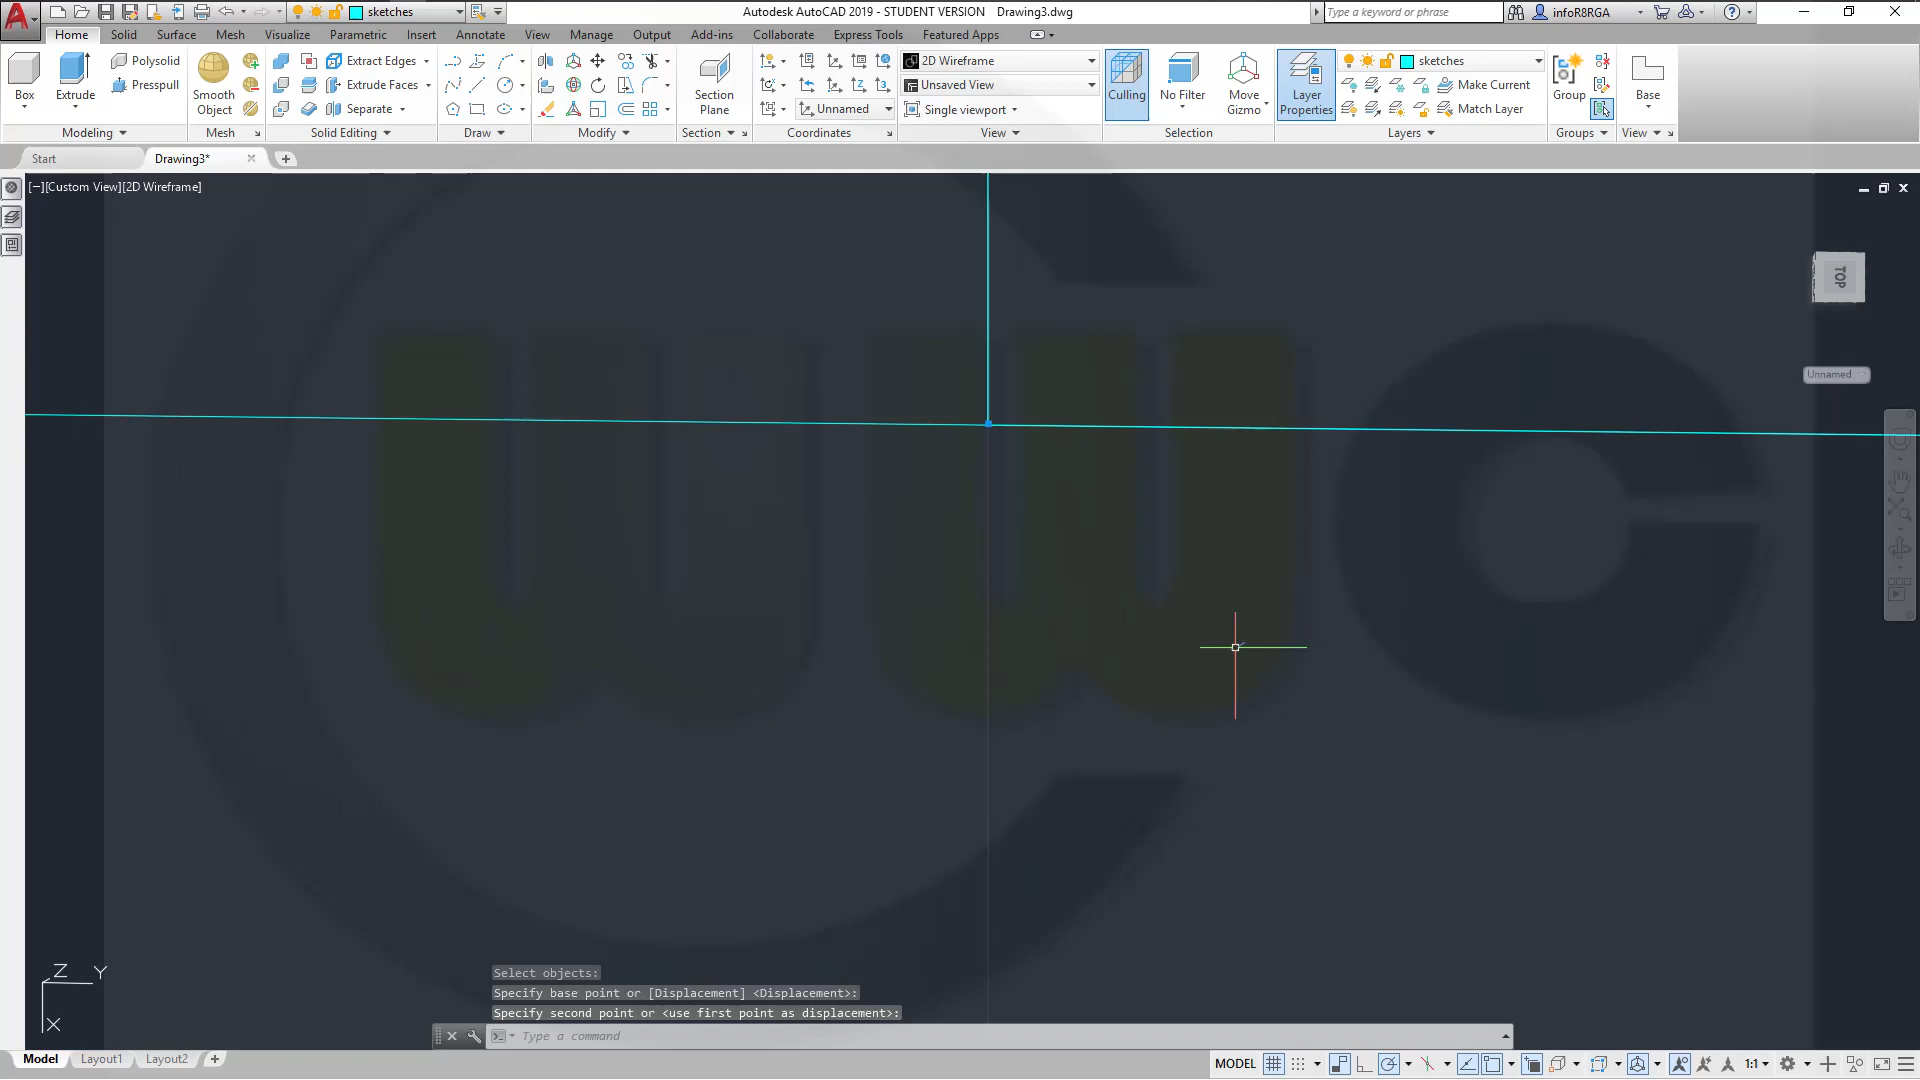 sketches
Autodesk AutoCAD 2019 - STUDENT VERSION Drawing3.dwg
Type a keyword or phrase
infoR8RGA
Home Solid Surface Mesh Visualize Parametric Insert Annotate View Manage Output Add-ins Collaborate Express Tools Featured Apps
Box
Extrude
Polysolid
Presspull
Modeling
Smooth
Object
Mesh
Extract Edges
Extrude Faces
Separate
Solid Editing
Draw
Modify
Section
Plane
Section
Unnamed
Coordinates
2D Wireframe
Unsaved View
Single viewport
View
Culling
No Filter
Move
Gizmo
Selection
Layer
Properties
sketches
Make Current
Match Layer
Layers
Group
Groups
Base
View
Start
Drawing3*
[−][Custom View][2D Wireframe]
TOP
Unnamed
Z
Y
X
Select objects:
Specify base point or [Displacement] <Displacement>:
Specify second point or <use first point as displacement>:
Type a command
Model Layout1 Layout2
MODEL
1:1